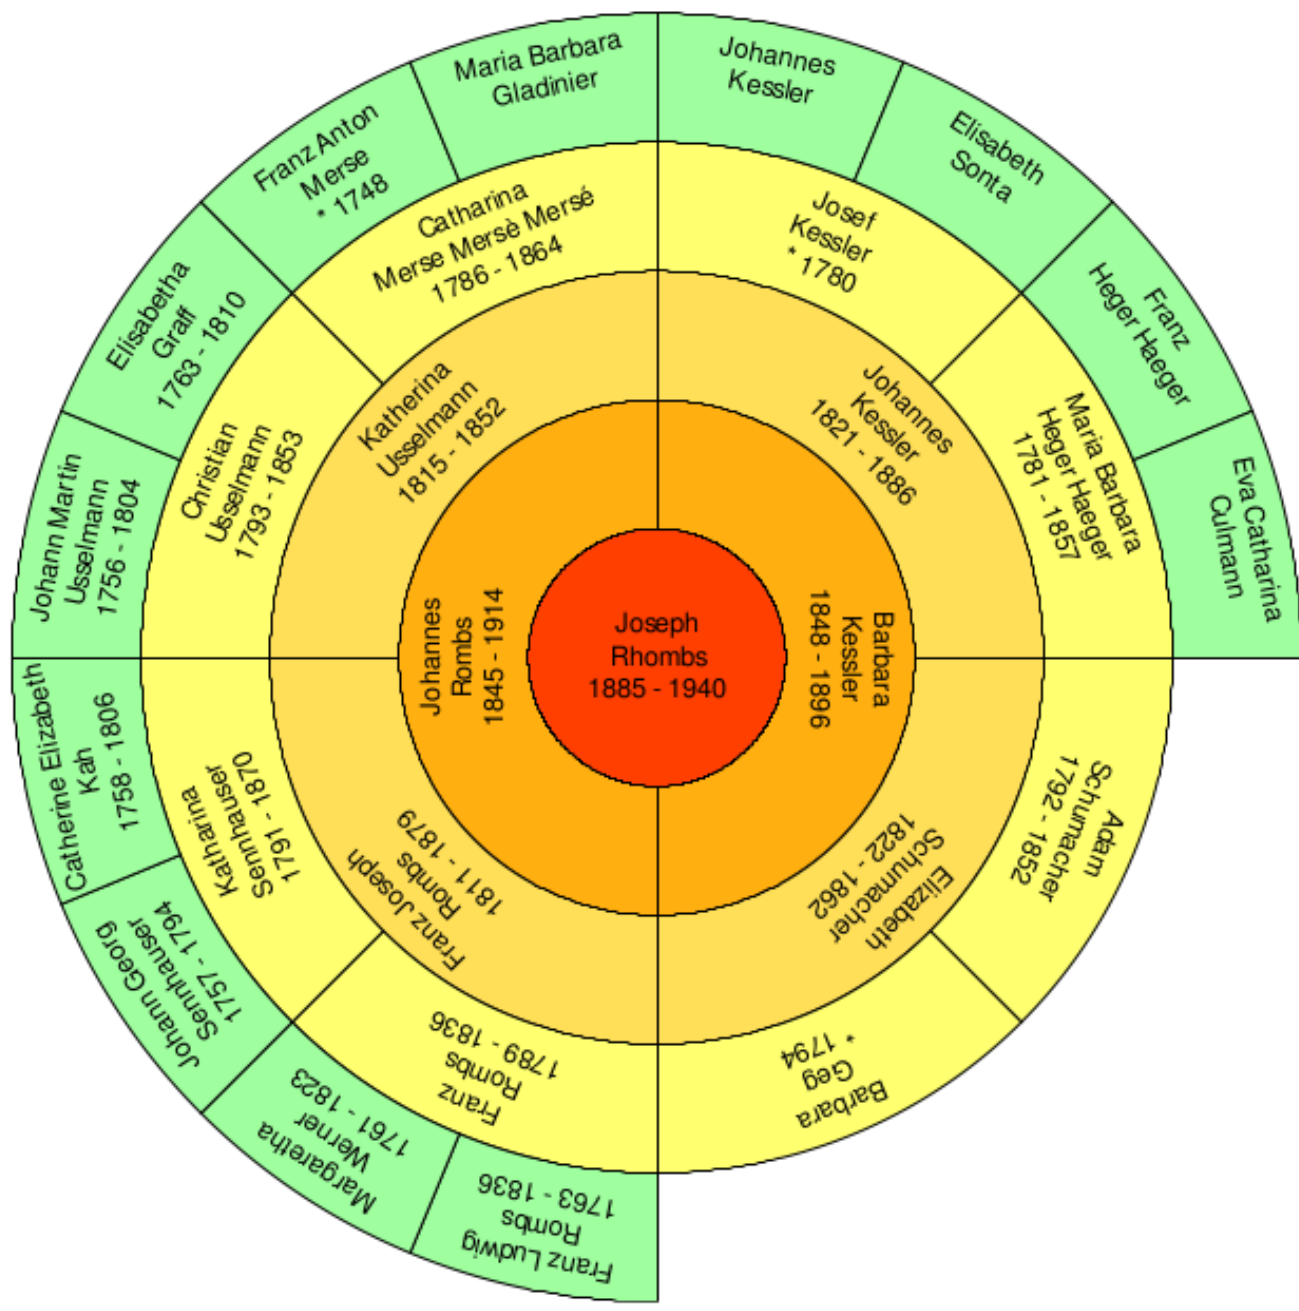 Joseph
Rhombs
1885 - 1940
Johannes
Rombs
1845 - 1914
Barbara
Kessler
1848 - 1896
Franz Joseph
Rombs
1811 - 1879
Katherina
Usselmann
1815 - 1852
Johannes
Kessler
1821 - 1886
Elizabeth
Schumacher
1822 - 1862
Franz
Rombs
1789 - 1836
Katharina
Sennhauser
1791 - 1870
Christian
Usselmann
1793 - 1853
Catharina
Merse Mersè Mersé
1786 - 1864
Josef
Kessler
* 1780
Maria Barbara
Heger Haeger
1781 - 1857
Adam
Schumacher
1792 - 1852
Barbara
Geg
* 1794
Franz Ludwig
Rombs
1763 - 1836
Margaretha
Werner
1761 - 1823
Johann Georg
Sennhauser
1757 - 1794
Catherine Elizabeth
Kah
1758 - 1806
Johann Martin
Usselmann
1756 - 1804
Elisabetha
Graff
1763 - 1810
Franz Anton
Merse
* 1748
Maria Barbara
Gladinier
Johannes
Kessler
Elisabeth
Sonta
Franz
Heger Haeger
Eva Catharina
Culmann